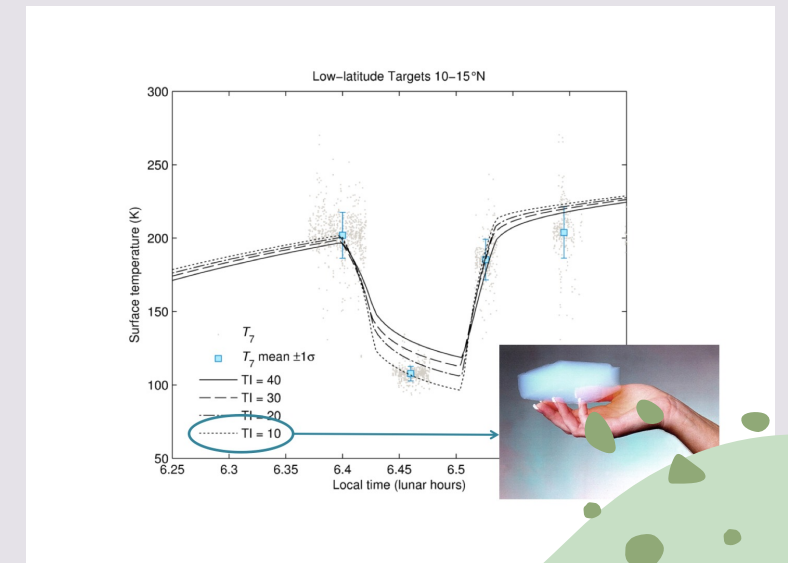 Low−latitude Targets 10−15°N
300
250
200
150
100
50
Surface temperature (K)
T7
T7 mean ±1σ
TI = 40
TI = 30
TI = 20
TI = 10
6.25 6.3 6.35 6.4 6.45 6.5
Local time (lunar hours)